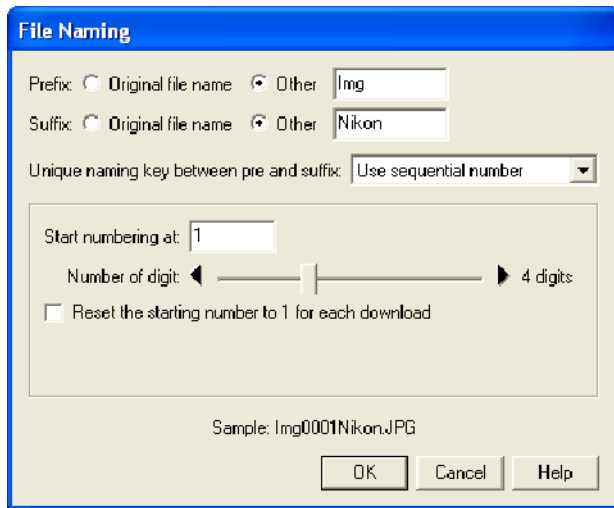 File Naming
Prefix: Original file name Other Img
Suffix: Original file name Other Nikon
Unique naming key between pre and suffix: Use sequential number
Start numbering at: 1
Number of digit: 4 digits
Reset the starting number to 1 for each download
Sample: Img0001Nikon.JPG
OK Cancel Help